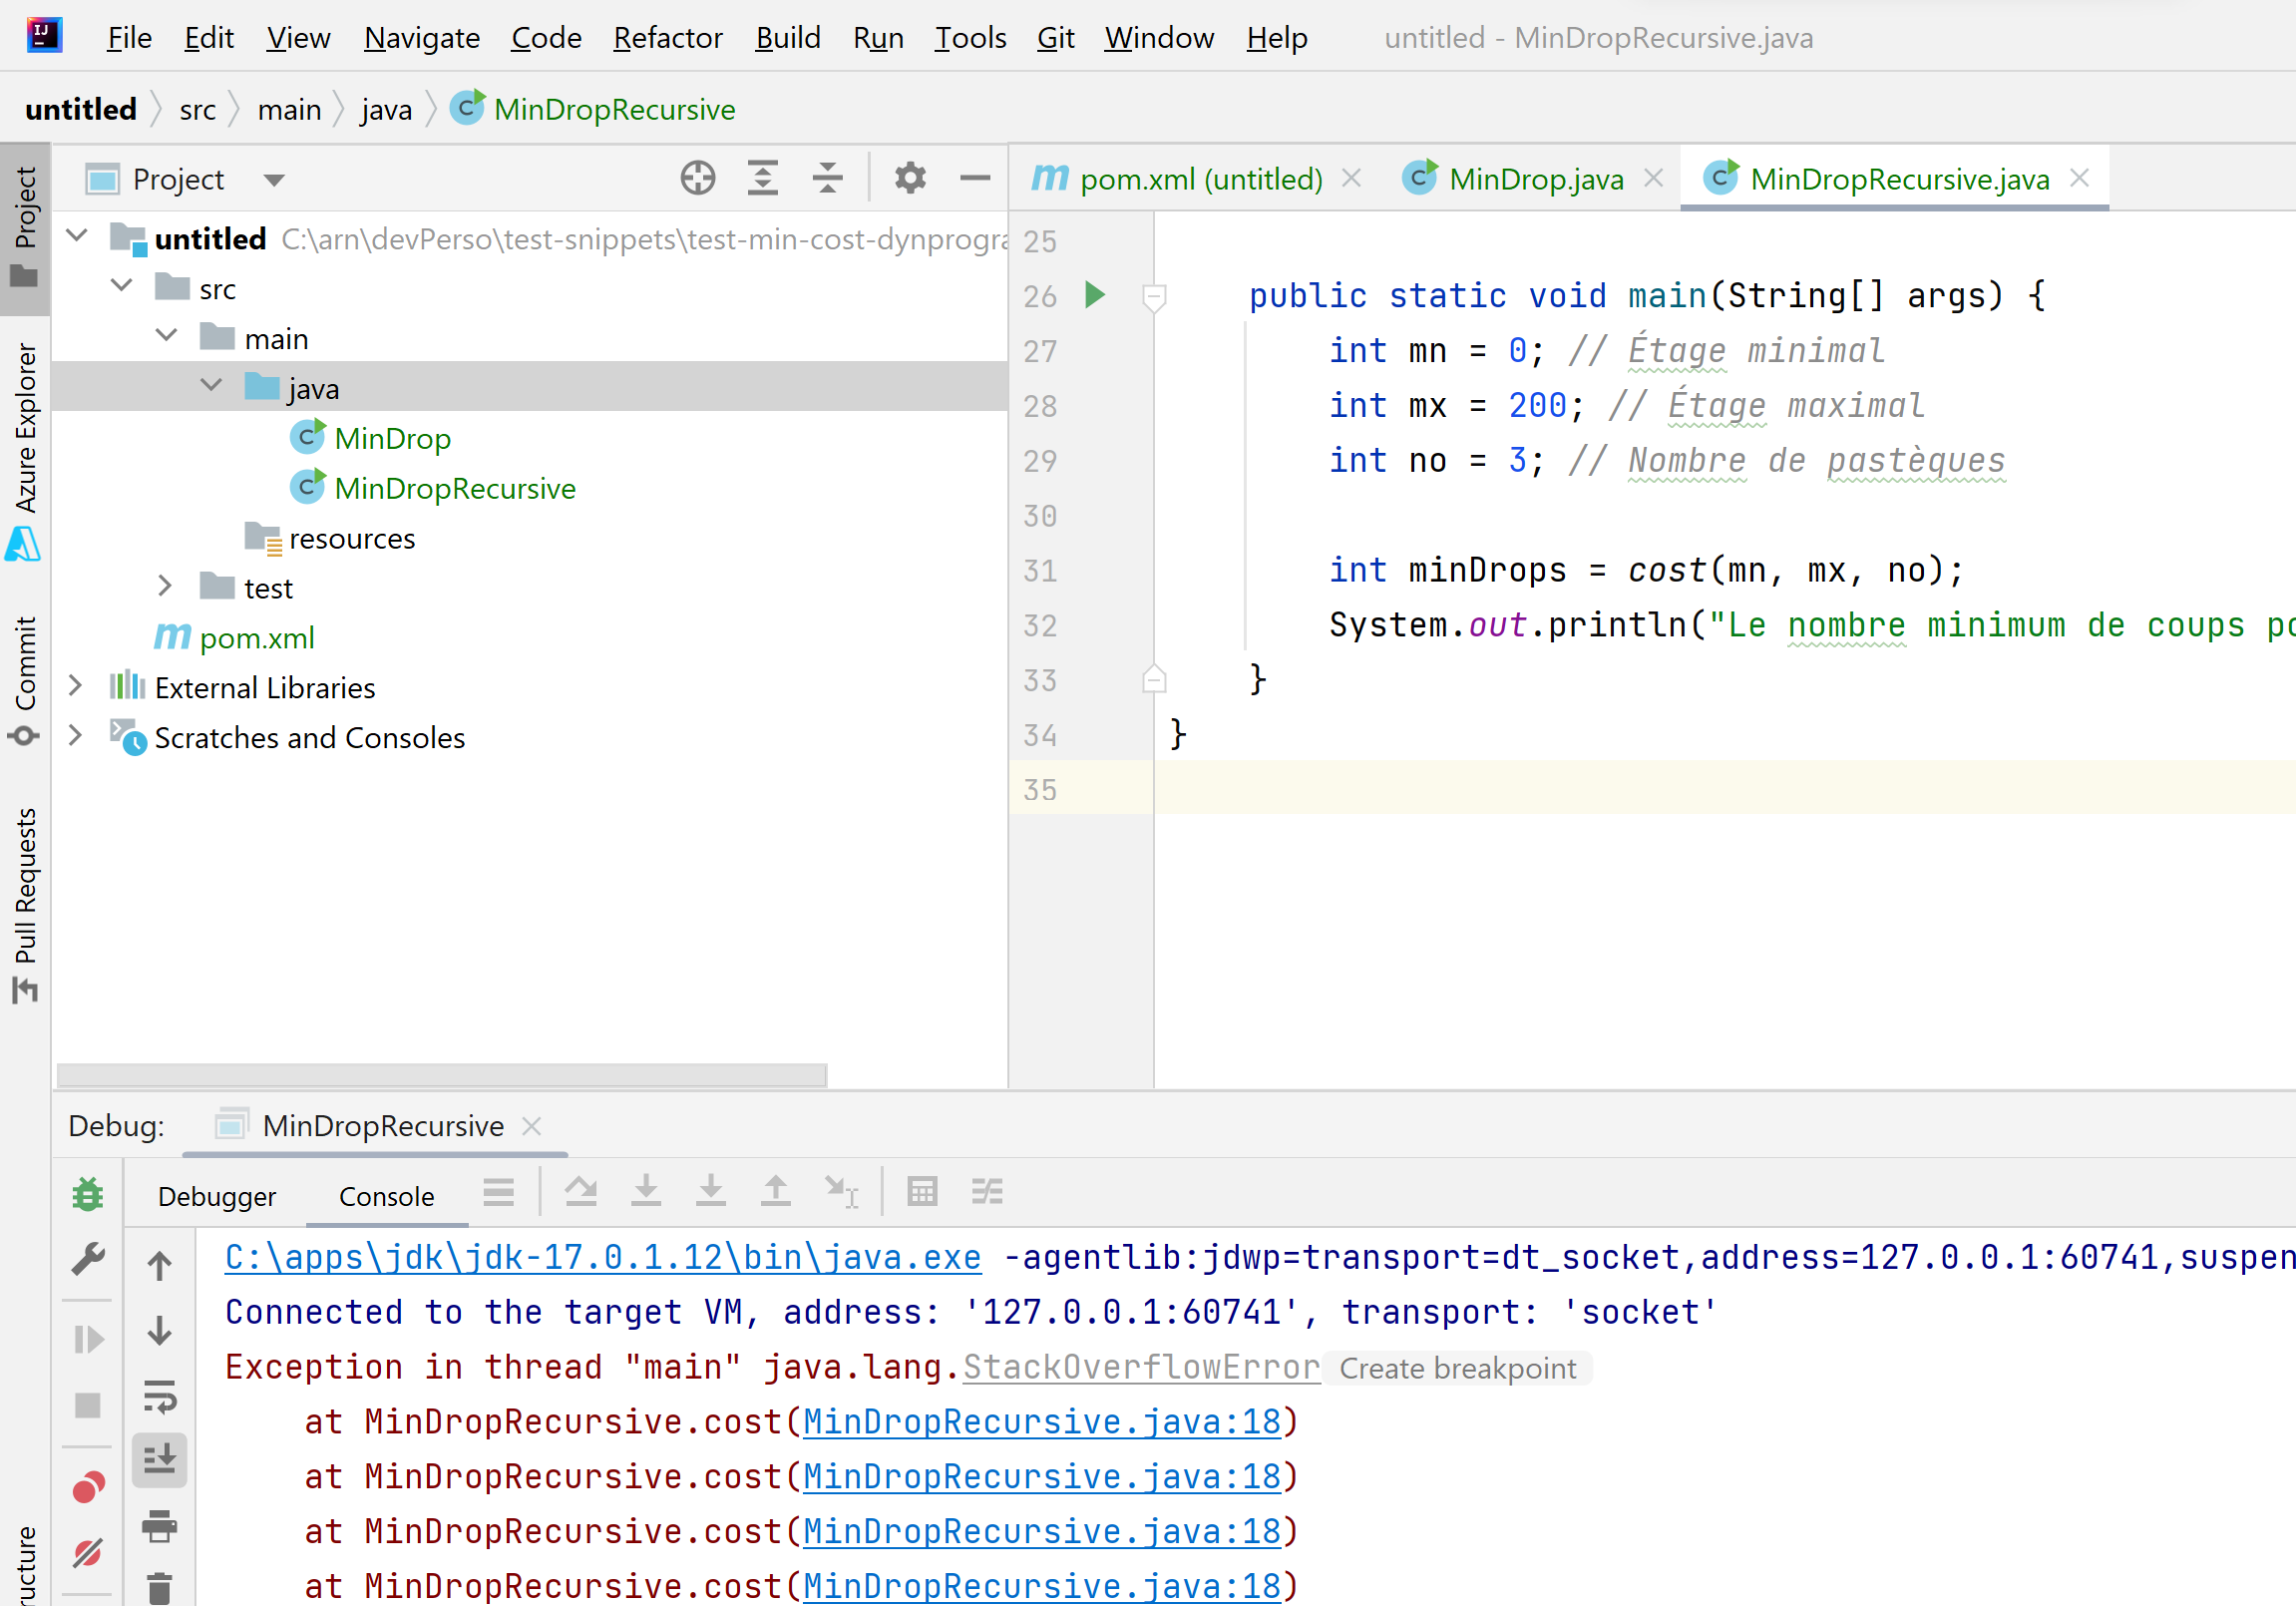 File Edit View Navigate Code Refactor Build Run Tools Git Window Help untitled - MinDropRecursive.java
untitled src main java MinDropRecursive
Project
Azure Explorer
Commit
Pull Requests
Project
untitled C:\arn\devPerso\test-snippets\test-min-cost-dynprogra
src
main
java
MinDrop
MinDropRecursive
resources
test
pom.xml
External Libraries
Scratches and Consoles
pom.xml (untitled) MinDrop.java MinDropRecursive.java
25
26 public static void main(String[] args) {
27 int mn = 0; // Étage minimal
28 int mx = 200; // Étage maximal
29 int no = 3; // Nombre de pastèques
30
31 int minDrops = cost(mn, mx, no);
32 System.out.println("Le nombre minimum de coups po
33 }
34 }
35
Debug: MinDropRecursive
Debugger Console
C:\apps\jdk\jdk-17.0.1.12\bin\java.exe -agentlib:jdwp=transport=dt_socket,address=127.0.0.1:60741,suspen
Connected to the target VM, address: '127.0.0.1:60741', transport: 'socket'
Exception in thread "main" java.lang.StackOverflowError Create breakpoint
at MinDropRecursive.cost(MinDropRecursive.java:18)
at MinDropRecursive.cost(MinDropRecursive.java:18)
at MinDropRecursive.cost(MinDropRecursive.java:18)
at MinDropRecursive.cost(MinDropRecursive.java:18)
ructure